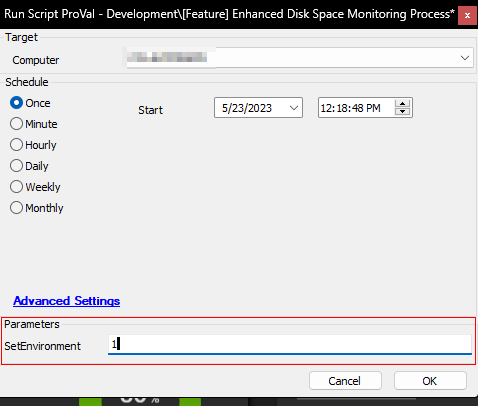 Run Script ProVal - Development\[Feature] Enhanced Disk Space Monitoring Process*
x
Target
Computer
Schedule
Once
Start
5/23/2023
12:18:48 PM
Minute
Hourly
Daily
Weekly
Monthly
Advanced Settings
Parameters
SetEnvironment
1
Cancel
OK